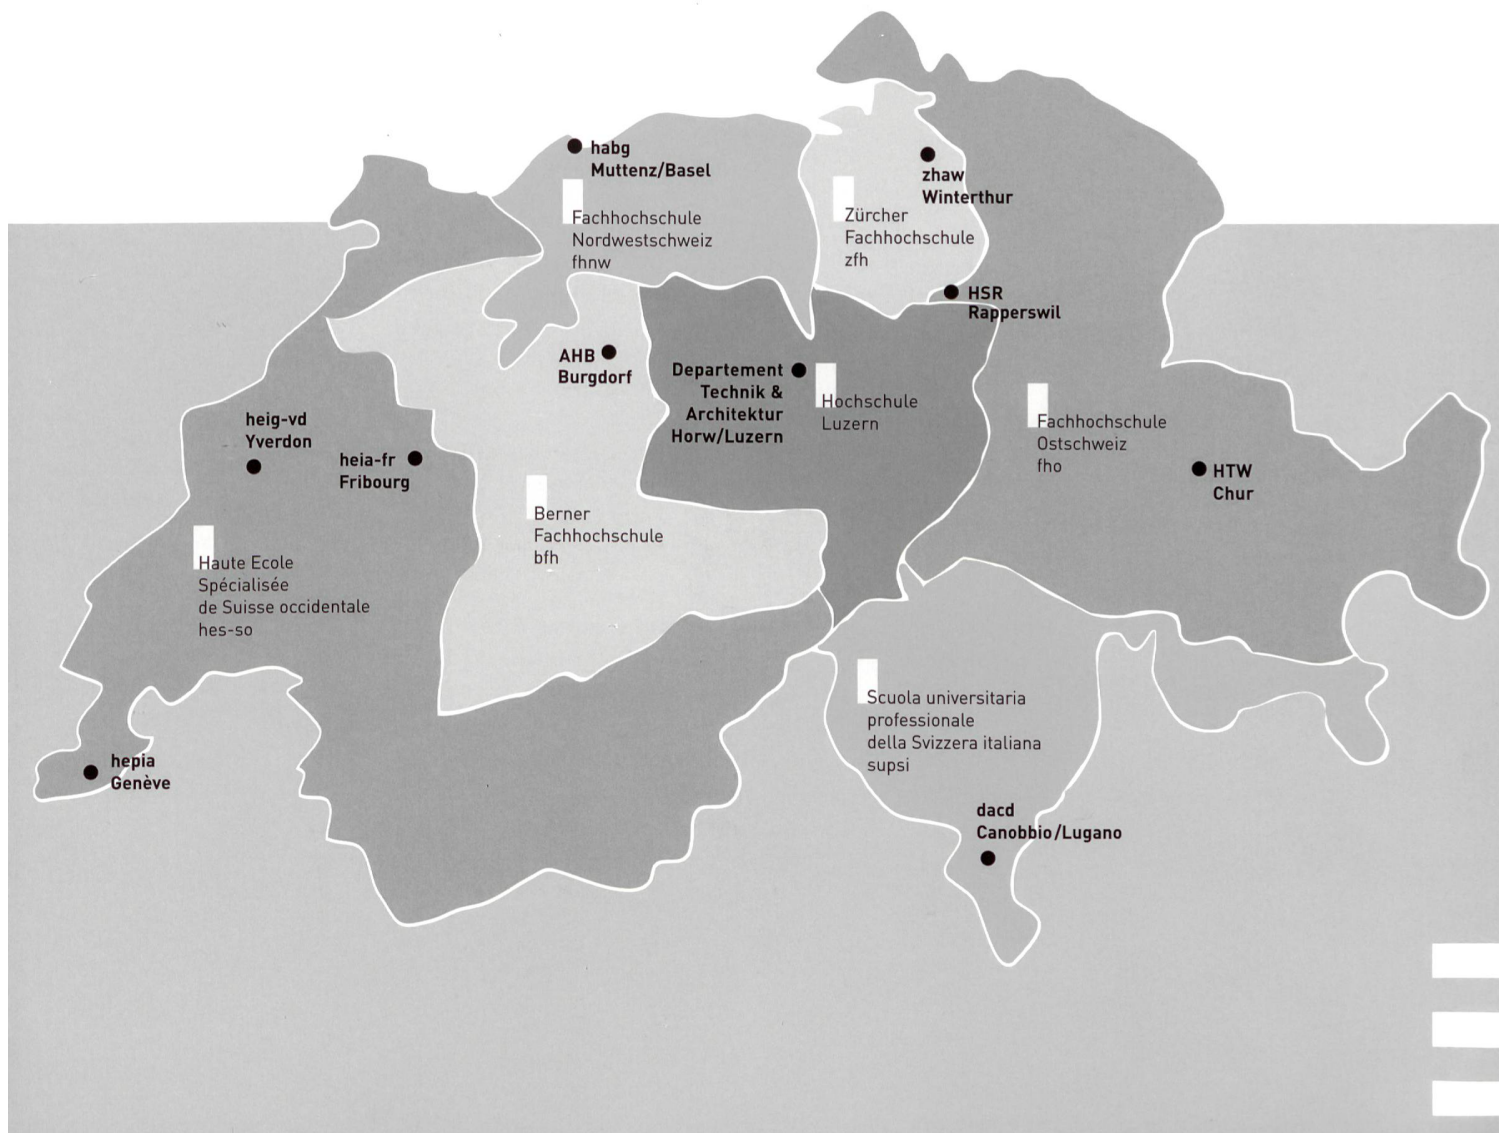 habg
Muttenz/Basel
Fachhochschule
Nordwestschweiz
fhnw
zhaw
Winterthur
Zürcher
Fachhochschule
zfh
HSR
Rapperswil
AHB
Burgdorf
Departement
Technik &
Architektur
Horw/Luzern
Hochschule
Luzern
Fachhochschule
Ostschweiz
fho
HTW
Chur
heig-vd
Yverdon
heia-fr
Fribourg
Berner
Fachhochschule
bfh
Haute Ecole
Spécialisée
de Suisse occidentale
hes-so
hepia
Genève
Scuola universitaria
professionale
della Svizzera italiana
supsi
dacd
Canobbio/Lugano